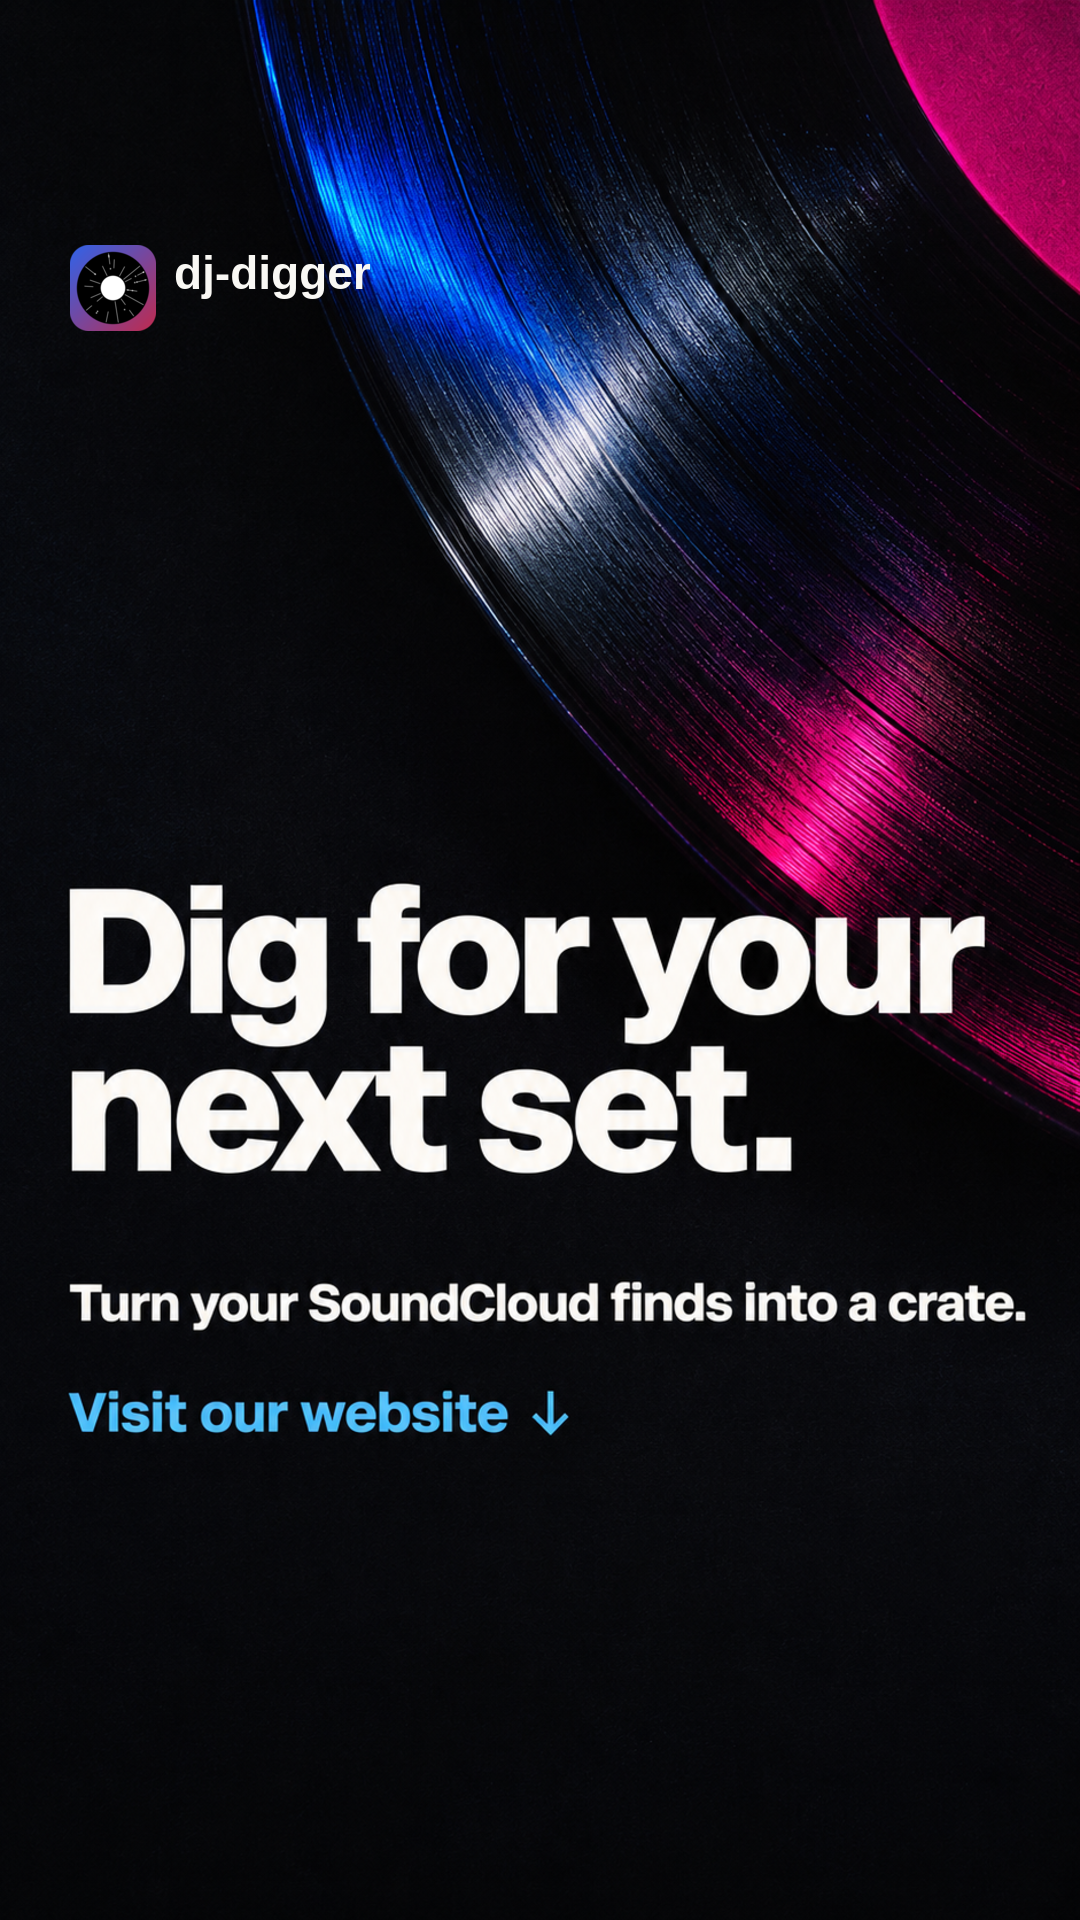 dj-digger
Dig for your
next set.
Turn your SoundCloud finds into a crate.
Visit our website ↓